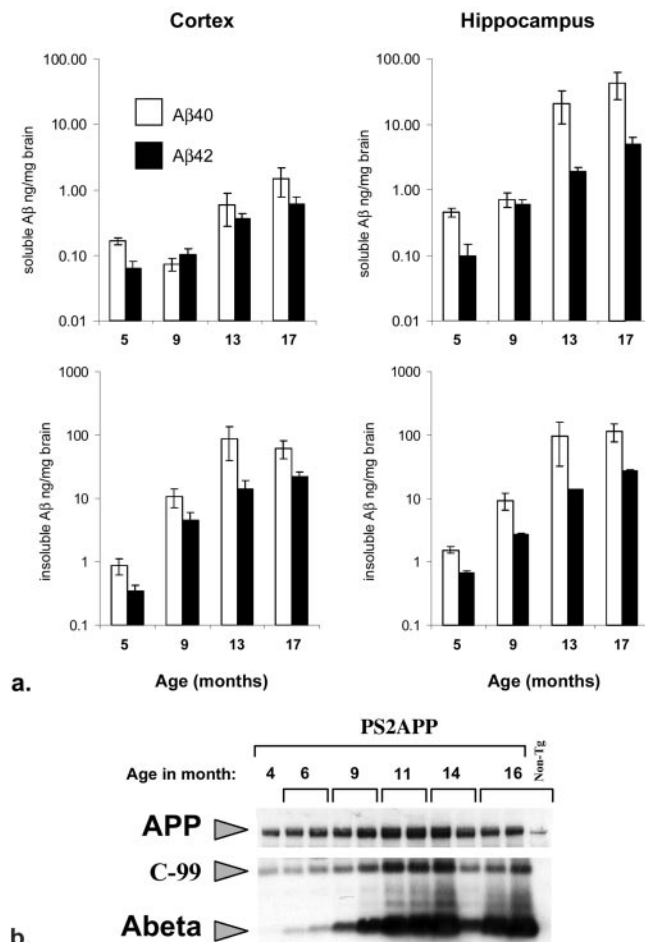 Cortex
Hippocampus
soluble Aβ ng/mg brain
100.00
10.00
1.00
0.10
0.01
Aβ40
Aβ42
5 9 13 17
soluble Aβ ng/mg brain
100.00
10.00
1.00
0.10
0.01
5 9 13 17
insoluble Aβ ng/mg brain
1000
100
10
1
0.1
5 9 13 17
Age (months)
insoluble Aβ ng/mg brain
1000
100
10
1
0.1
5 9 13 17
Age (months)
a.
PS2APP
Age in month: 4 6 9 11 14 16 Non-Tg
APP
C-99
Abeta
b